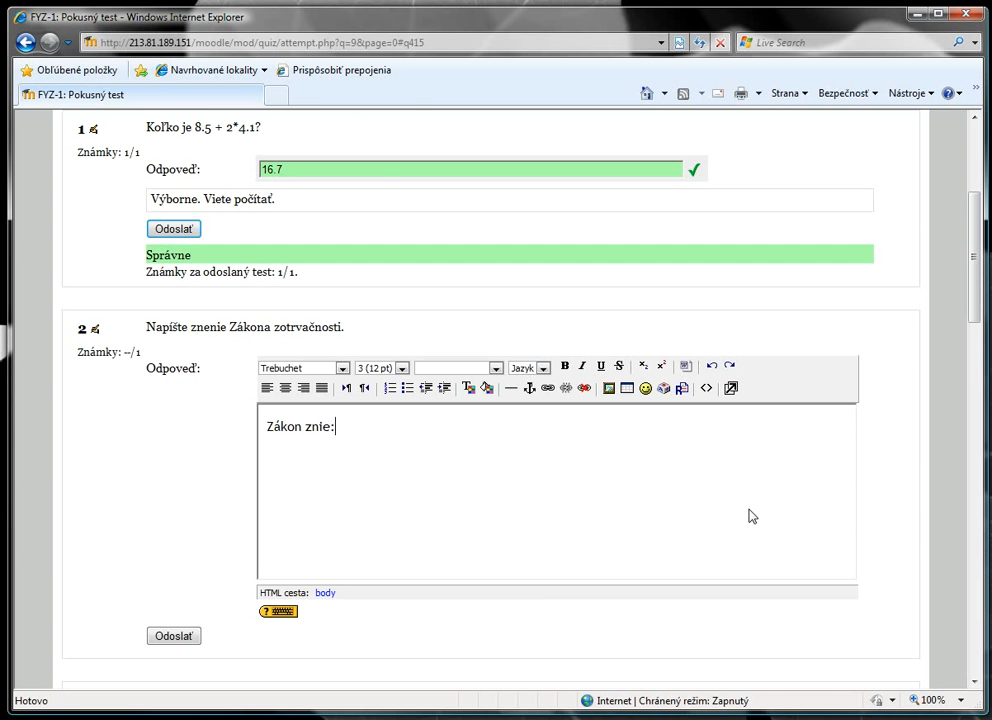 FYZ-1: Pokusný test - Windows Internet Explorer
http://213.81.189.151/moodle/mod/quiz/attempt.php?q=9&page=0#q415
Live Search
Obľúbené položky
Navrhované lokality
Prispôsobiť prepojenia
FYZ-1: Pokusný test
Strana
Bezpečnosť
Nástroje
1
Koľko je 8.5 + 2*4.1?
Známky: 1/1
Odpoveď:
16.7
Výborne. Viete počítať.
Odoslať
Správne
Známky za odoslaný test: 1/1.
2
Napíšte znenie Zákona zotrvačnosti.
Známky: --/1
Odpoveď:
Trebuchet
3 (12 pt)
Jazyk
B I U S x₂ x²
Zákon znie:
HTML cesta: body
Odoslať
Hotovo
Internet | Chránený režim: Zapnutý
100%